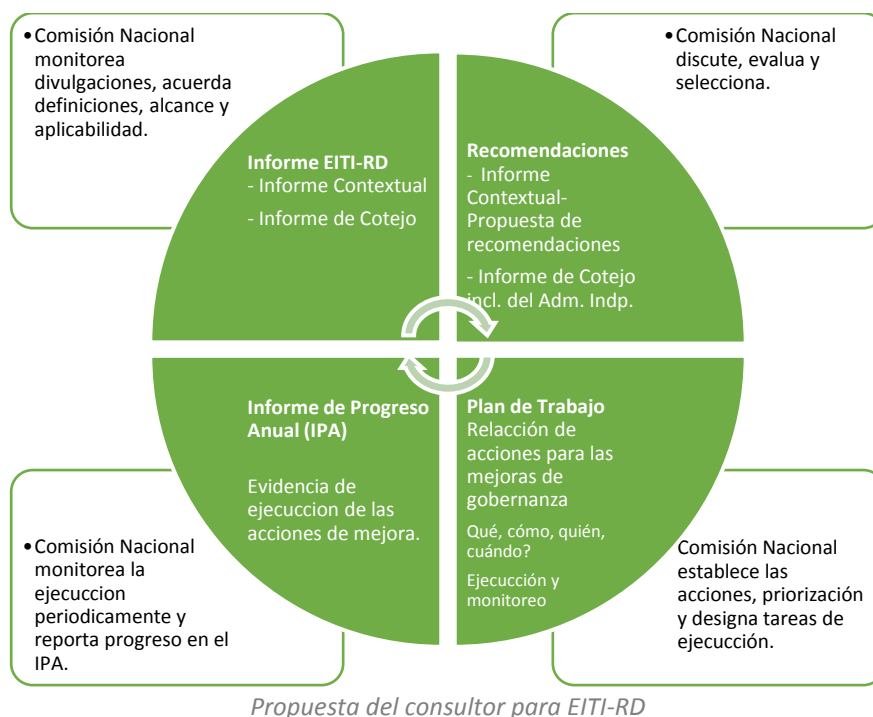 •Comisión Nacional
monitorea
divulgaciones, acuerda
definiciones, alcance y
aplicabilidad.
•Comisión Nacional
discute, evalua y
selecciona.
Informe EITI-RD
- Informe Contextual
- Informe de Cotejo
Recomendaciones
- Informe
Contextual-
Propuesta de
recomendaciones
- Informe de Cotejo
incl. del Adm. Indp.
Informe de Progreso
Anual (IPA)
Evidencia de
ejecuccion de las
acciones de mejora.
Plan de Trabajo
Relacción de
acciones para las
mejoras de
gobernanza
Qué, cómo, quién,
cuándo?
Ejecucción y
monitoreo
•Comisión Nacional
monitorea la
ejecuccion
periodicamente y
reporta progreso en el
IPA.
Comisión Nacional
establece las
acciones, priorización
y designa tareas de
ejecucción.
Propuesta del consultor para EITI-RD